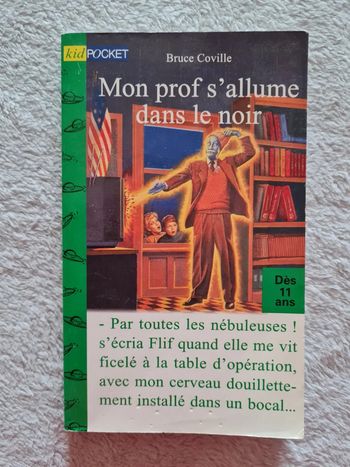 kid POCKET
Bruce Coville
Mon prof s'allume
dans le noir
Dès
11
ans
- Par toutes les nébuleuses !
s'écria Flif quand elle me vit
ficelé à la table d'opération,
avec mon cerveau douillette-
ment installé dans un bocal...